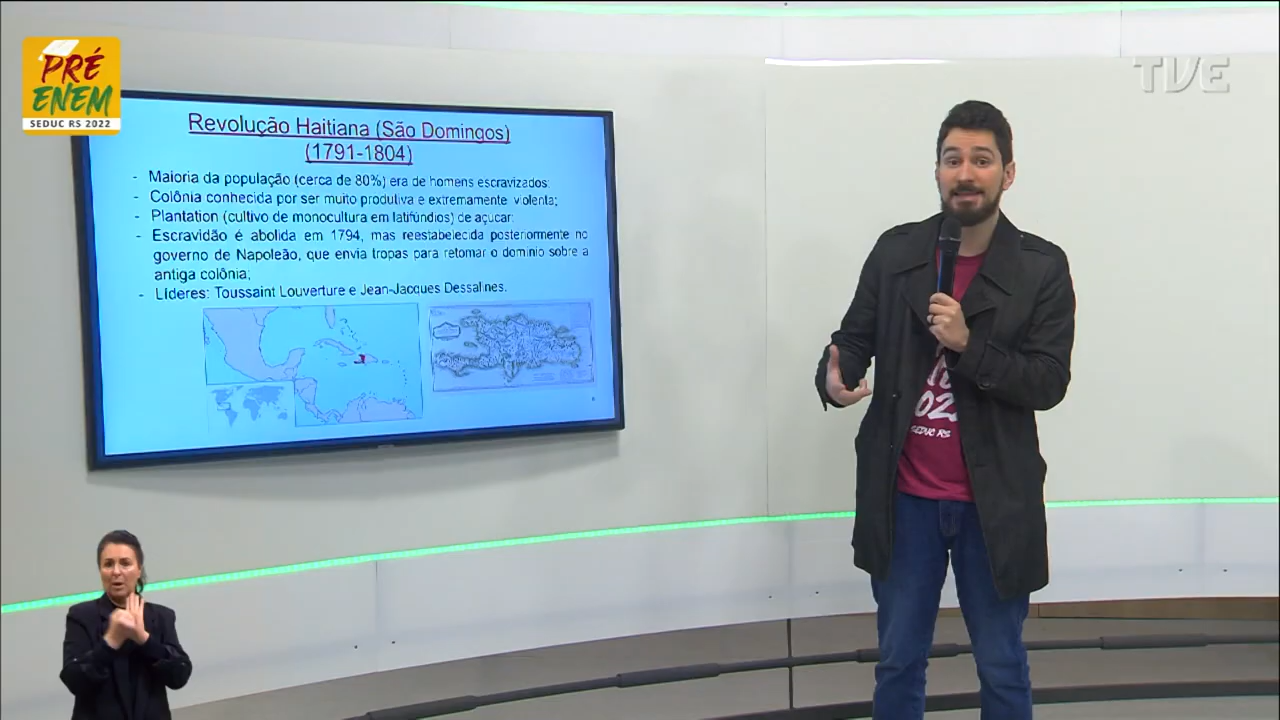 PRÉ
ENEM
SEDUC RS 2022
TVE
Revolução Haitiana (São Domingos)
(1791-1804)
- Maioria da população (cerca de 80%) era de homens escravizados;
- Colônia conhecida por ser muito produtiva e extremamente violenta;
- Plantation (cultivo de monocultura em latifúndios) de açucar;
- Escravidão é abolida em 1794, mas reestabelecida posteriormente no
governo de Napoleão, que envia tropas para retomar o domínio sobre a
antiga colônia;
- Líderes: Toussaint Louverture e Jean-Jacques Dessalines.
SEDUC RS